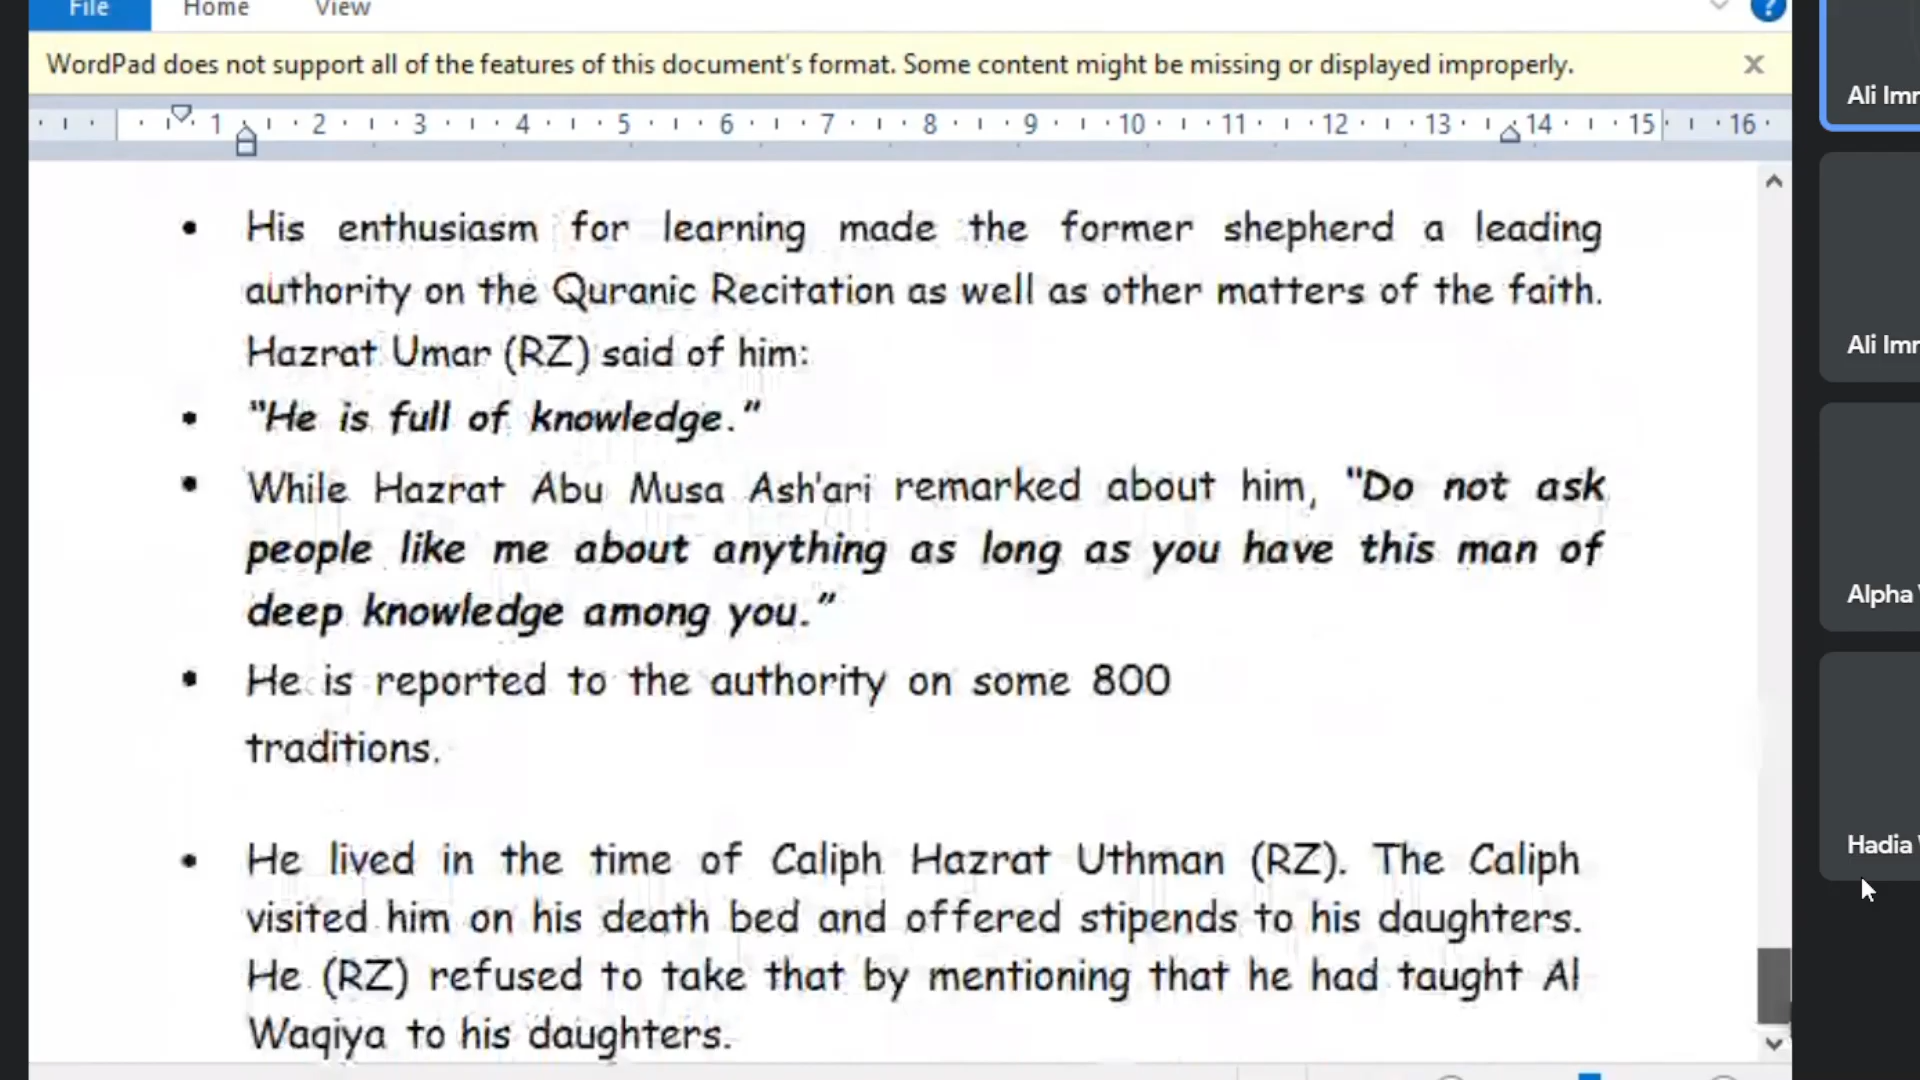 File Home View
WordPad does not support all of the features of this document's format. Some content might be missing or displayed improperly.
1 2 3 4 5 6 7 8 9 10 11 12 13 14 15 16
• His enthusiasm for learning made the former shepherd a leading
authority on the Quranic Recitation as well as other matters of the faith.
Hazrat Umar (RZ) said of him:
• "He is full of knowledge."
• While Hazrat Abu Musa Ash'ari remarked about him, "Do not ask
people like me about anything as long as you have this man of
deep knowledge among you."
• He is reported to the authority on some 800
traditions.
• He lived in the time of Caliph Hazrat Uthman (RZ). The Caliph
visited him on his death bed and offered stipends to his daughters.
He (RZ) refused to take that by mentioning that he had taught Al
Waqiya to his daughters.
Ali Imr
Ali Imr
Alpha
Hadia